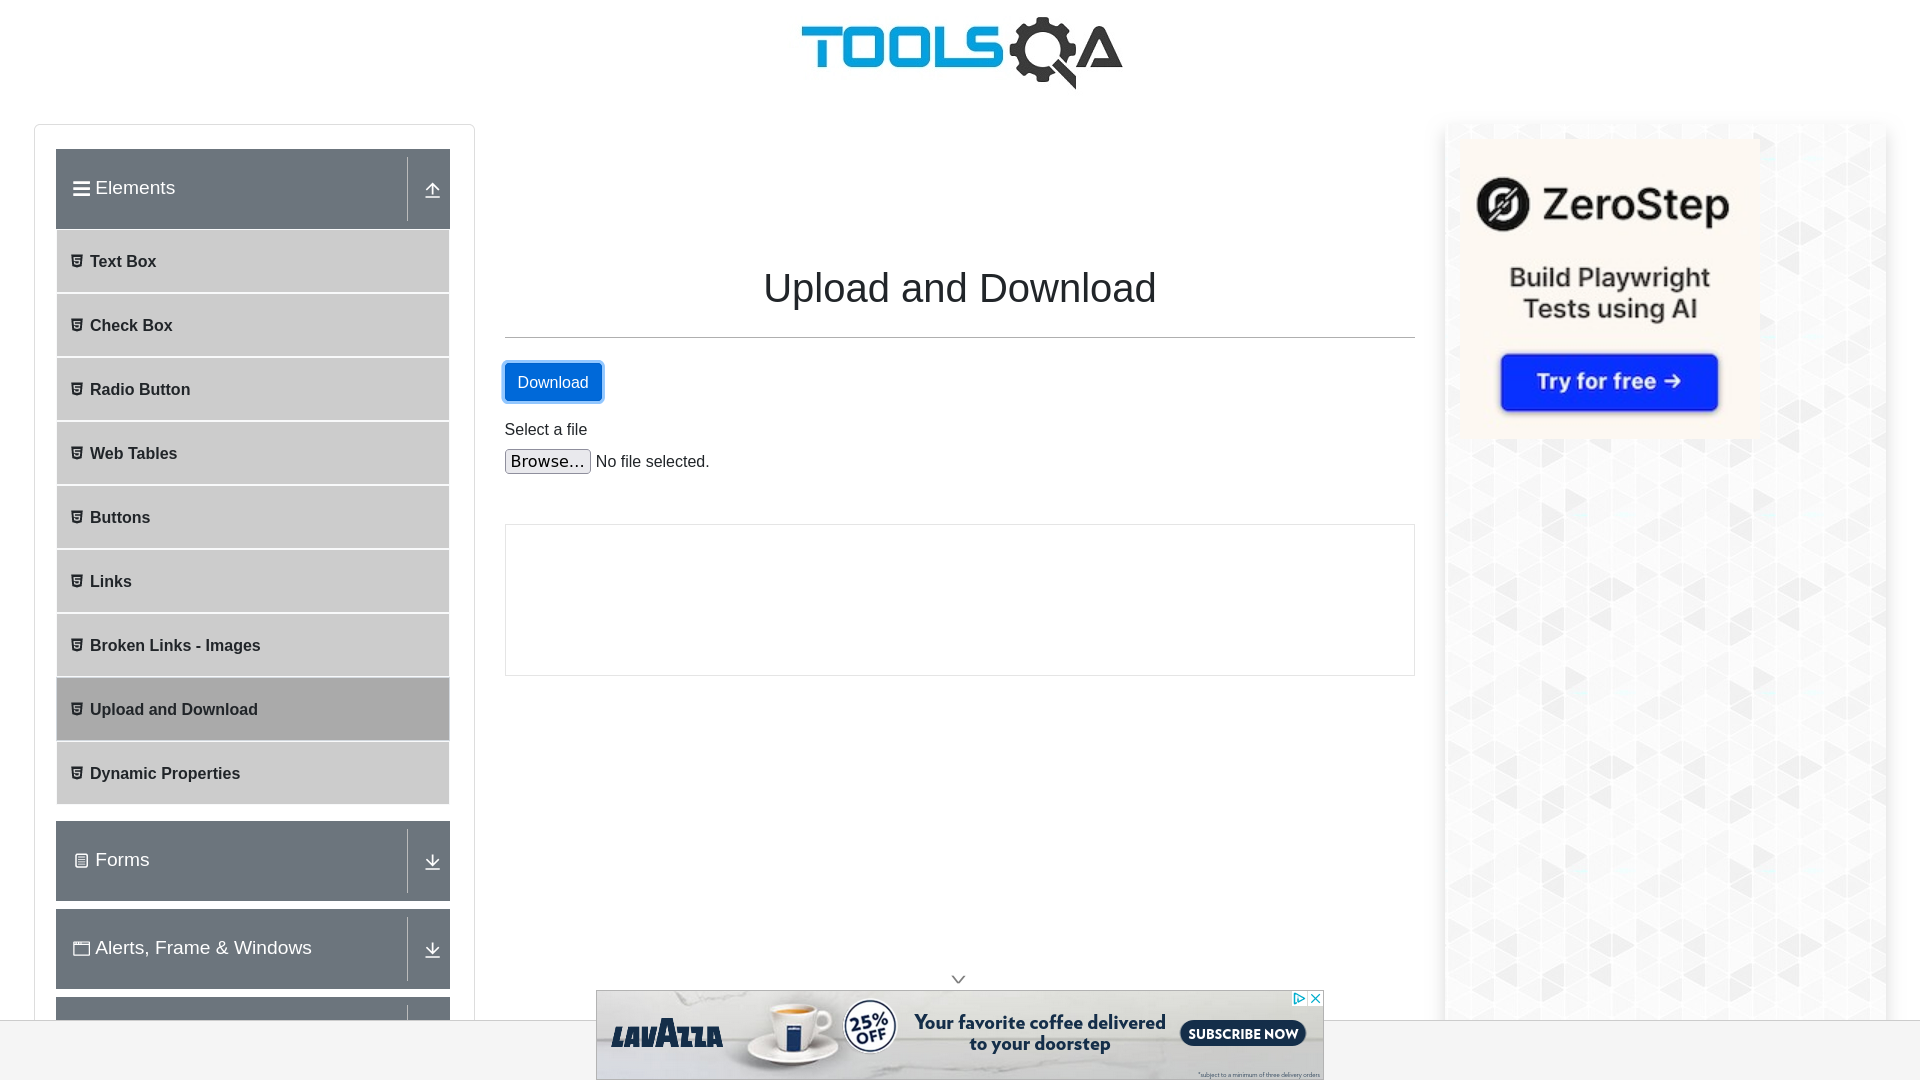 TOOLSQA
Elements
Text Box
Check Box
Radio Button
Web Tables
Buttons
Links
Broken Links - Images
Upload and Download
Dynamic Properties
Forms
Alerts, Frame & Windows
Upload and Download
Download
Select a file
Browse... No file selected.
ZeroStep
Build Playwright
Tests using AI
Try for free →
LAVAZZA
25%
OFF
Your favorite coffee delivered
to your doorstep
SUBSCRIBE NOW
*subject to a minimum of three delivery orders